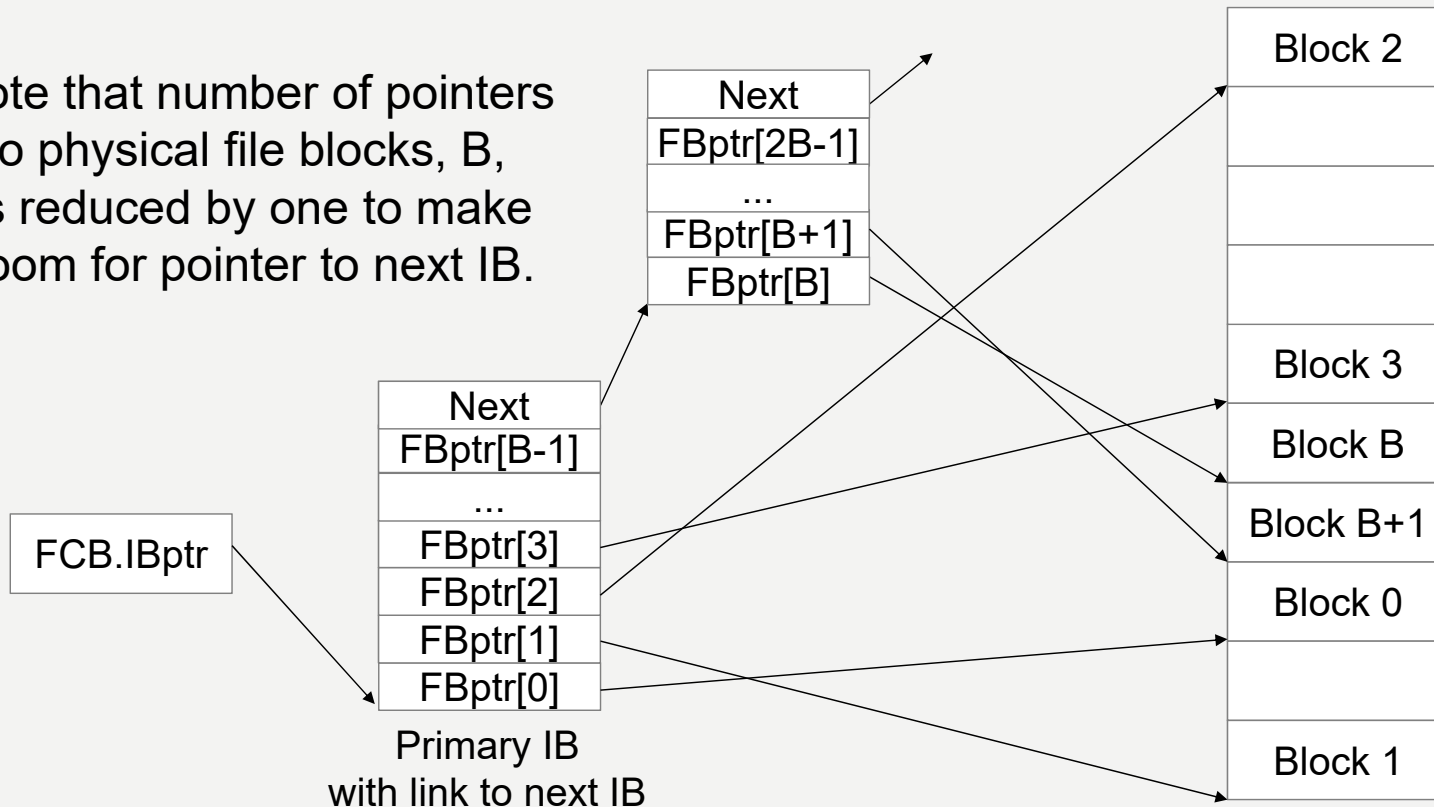 ote that number of pointers
o physical file blocks, B,
s reduced by one to make
oom for pointer to next IB.
Next
FBptr[2B-1]
...
FBptr[B+1]
FBptr[B]
Next
FBptr[B-1]
...
FBptr[3]
FBptr[2]
FBptr[1]
FBptr[0]
Primary IB
with link to next IB
FCB.IBptr
Block 2
Block 3
Block B
Block B+1
Block 0
Block 1